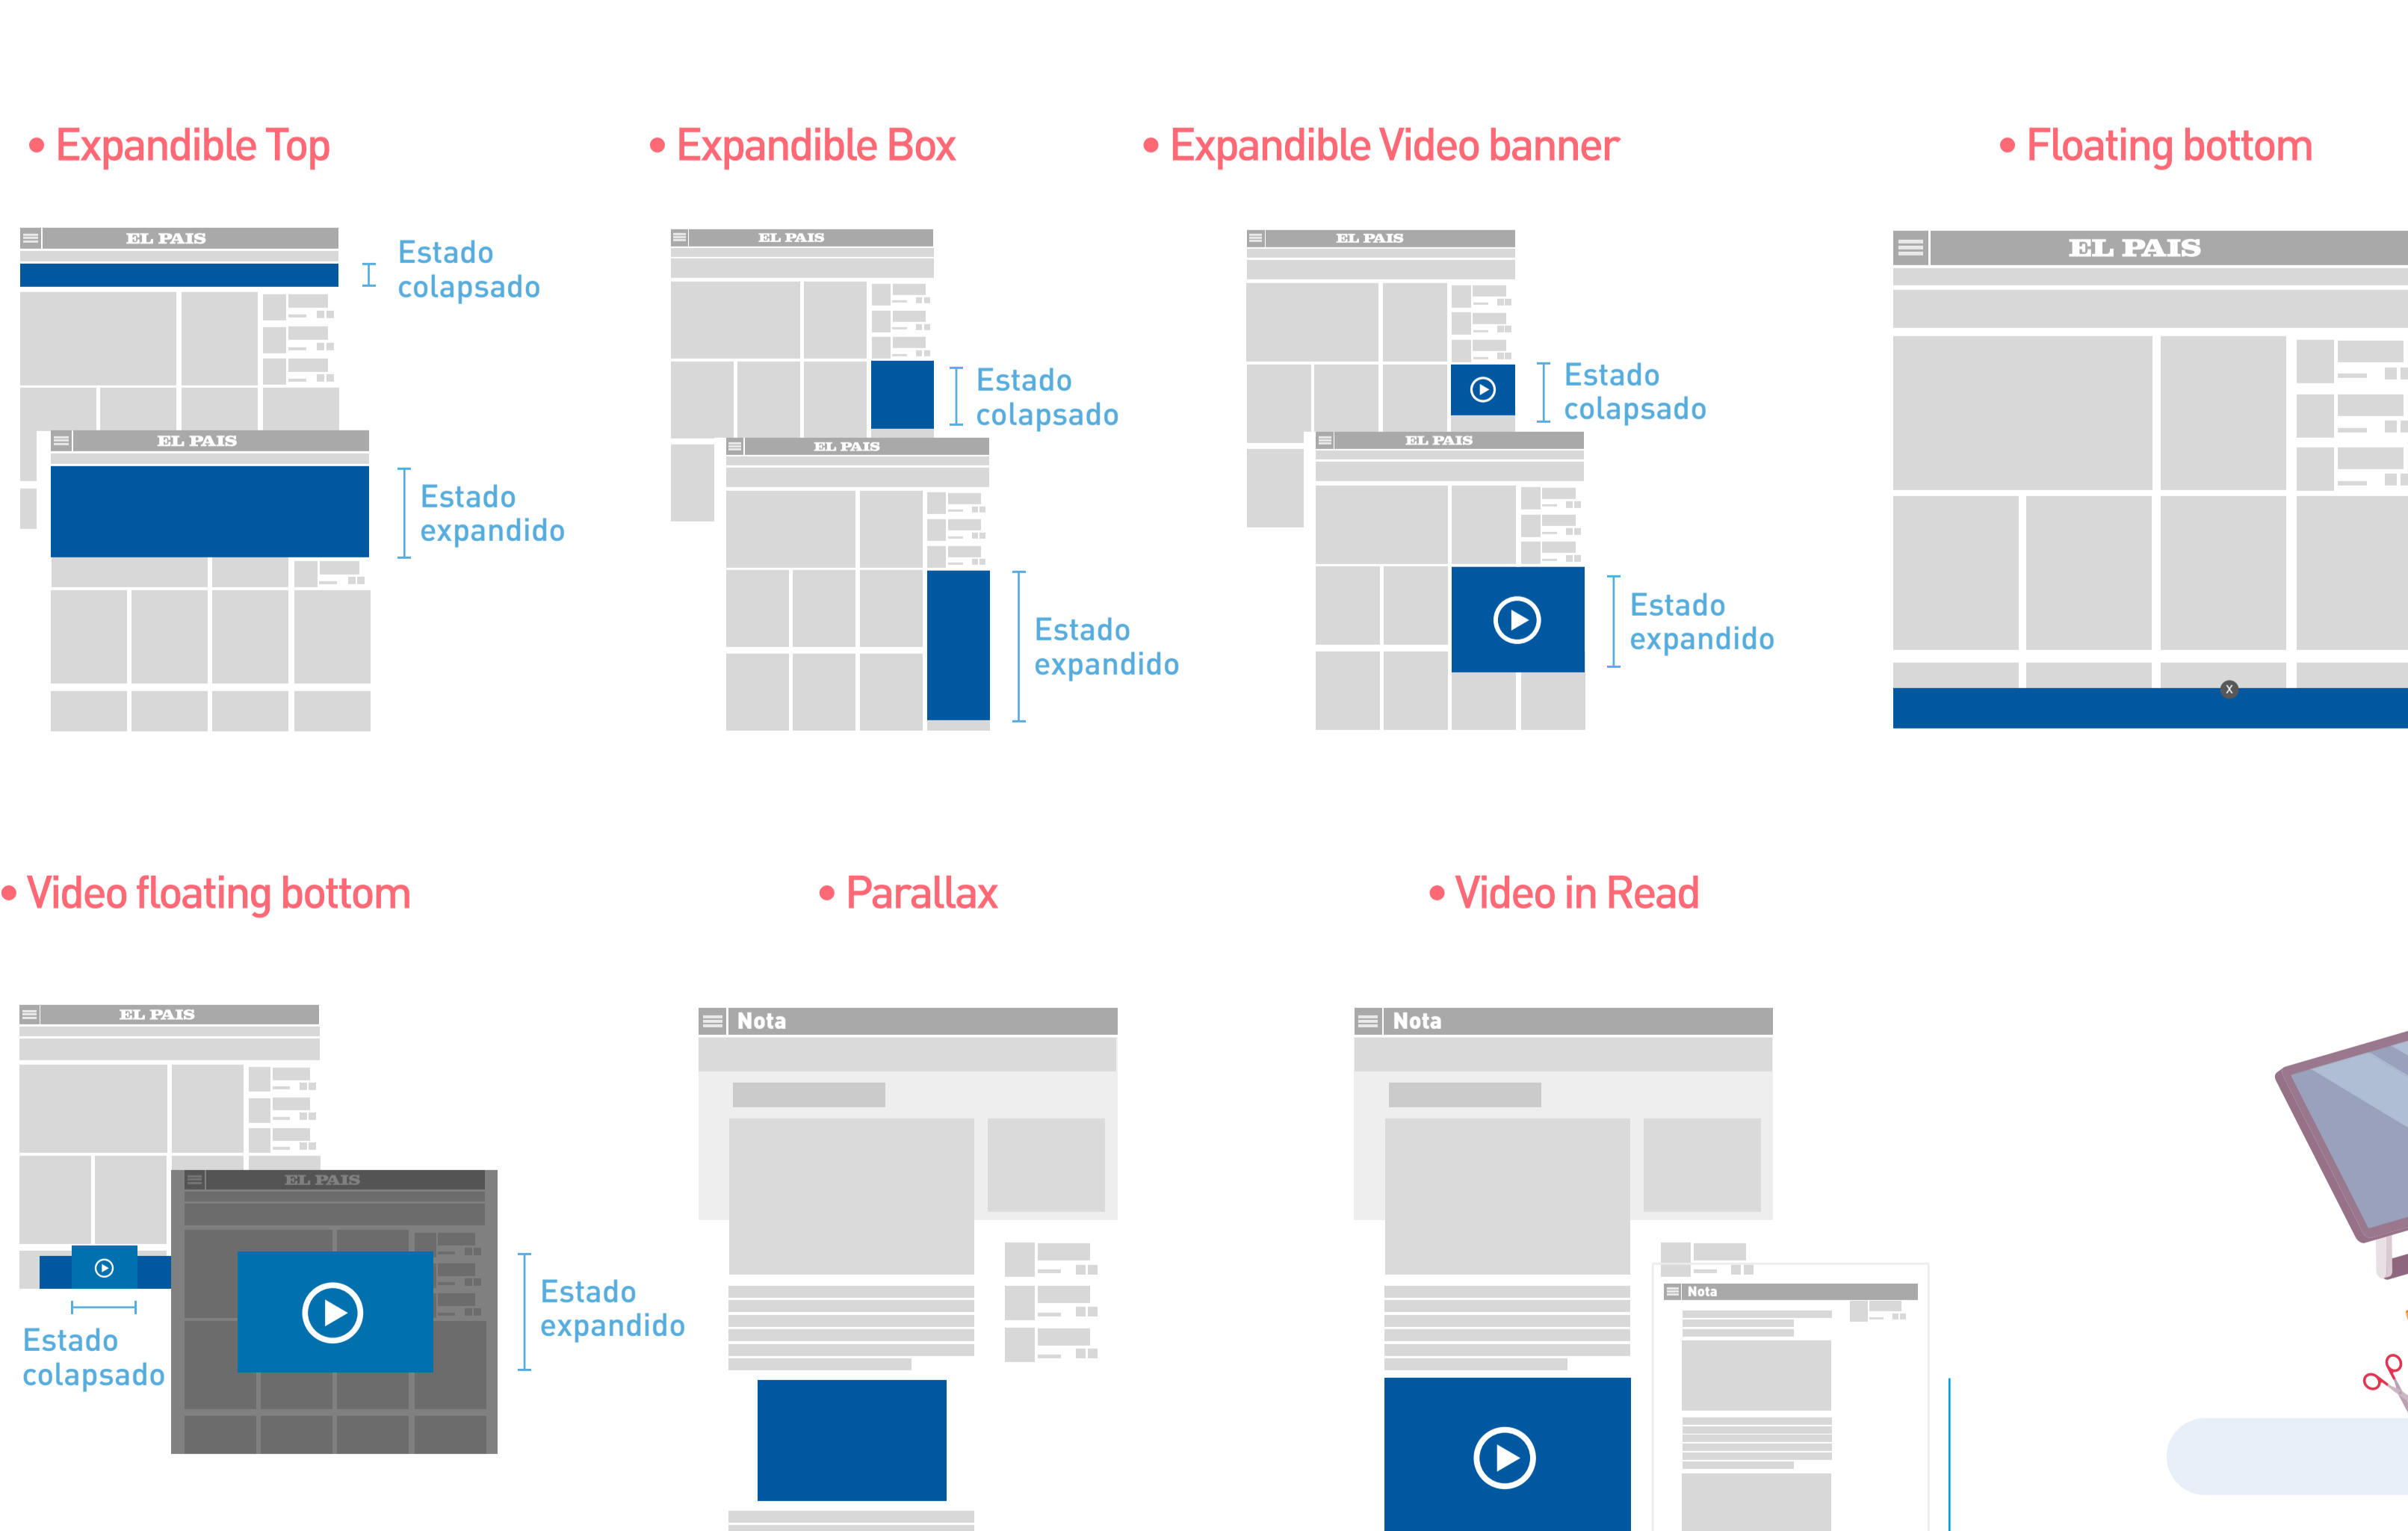 • Expandible Top
• Expandible Box
• Expandible Video banner
• Floating bottom
EL PAIS
Estado
colapsado
EL PAIS
Estado
expandido
EL PAIS
Estado
colapsado
EL PAIS
Estado
expandido
EL PAIS
Estado
colapsado
EL PAIS
Estado
expandido
EL PAIS
X
• Video floating bottom
• Parallax
• Video in Read
EL PAIS
Estado
colapsado
EL PAIS
Estado
expandido
Nota
Nota
Nota